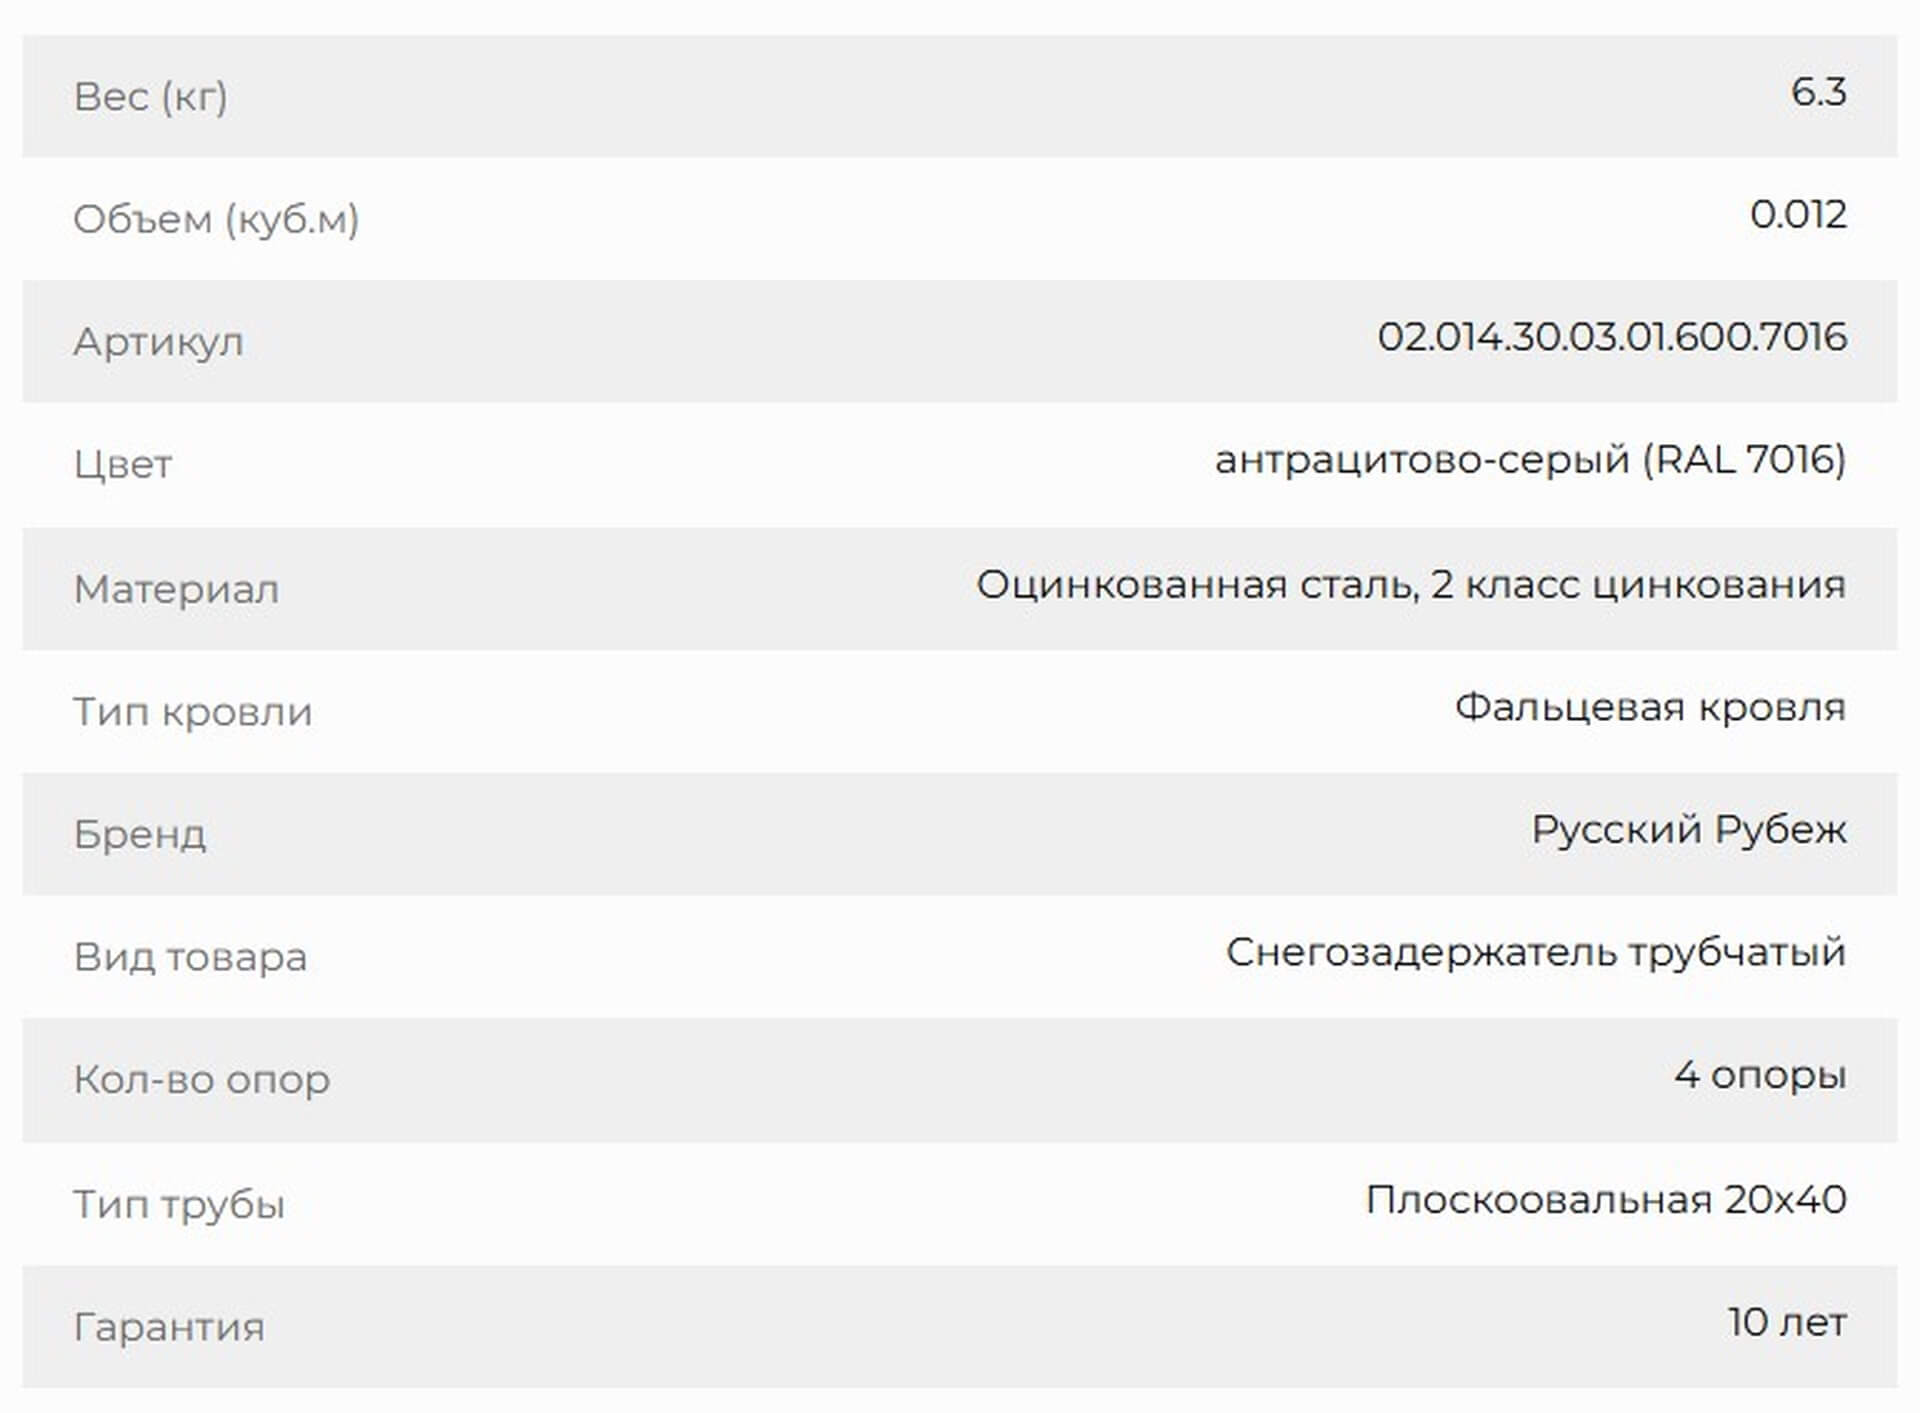 Вес (кг) 6.3
Объем (куб.м) 0.012
Артикул 02.014.30.03.01.600.7016
Цвет антрацитово-серый (RAL 7016)
Материал Оцинкованная сталь, 2 класс цинкования
Тип кровли Фальцевая кровля
Бренд Русский Рубеж
Вид товара Снегозадержатель трубчатый
Кол-во опор 4 опоры
Тип трубы Плоскоовальная 20х40
Гарантия 10 лет